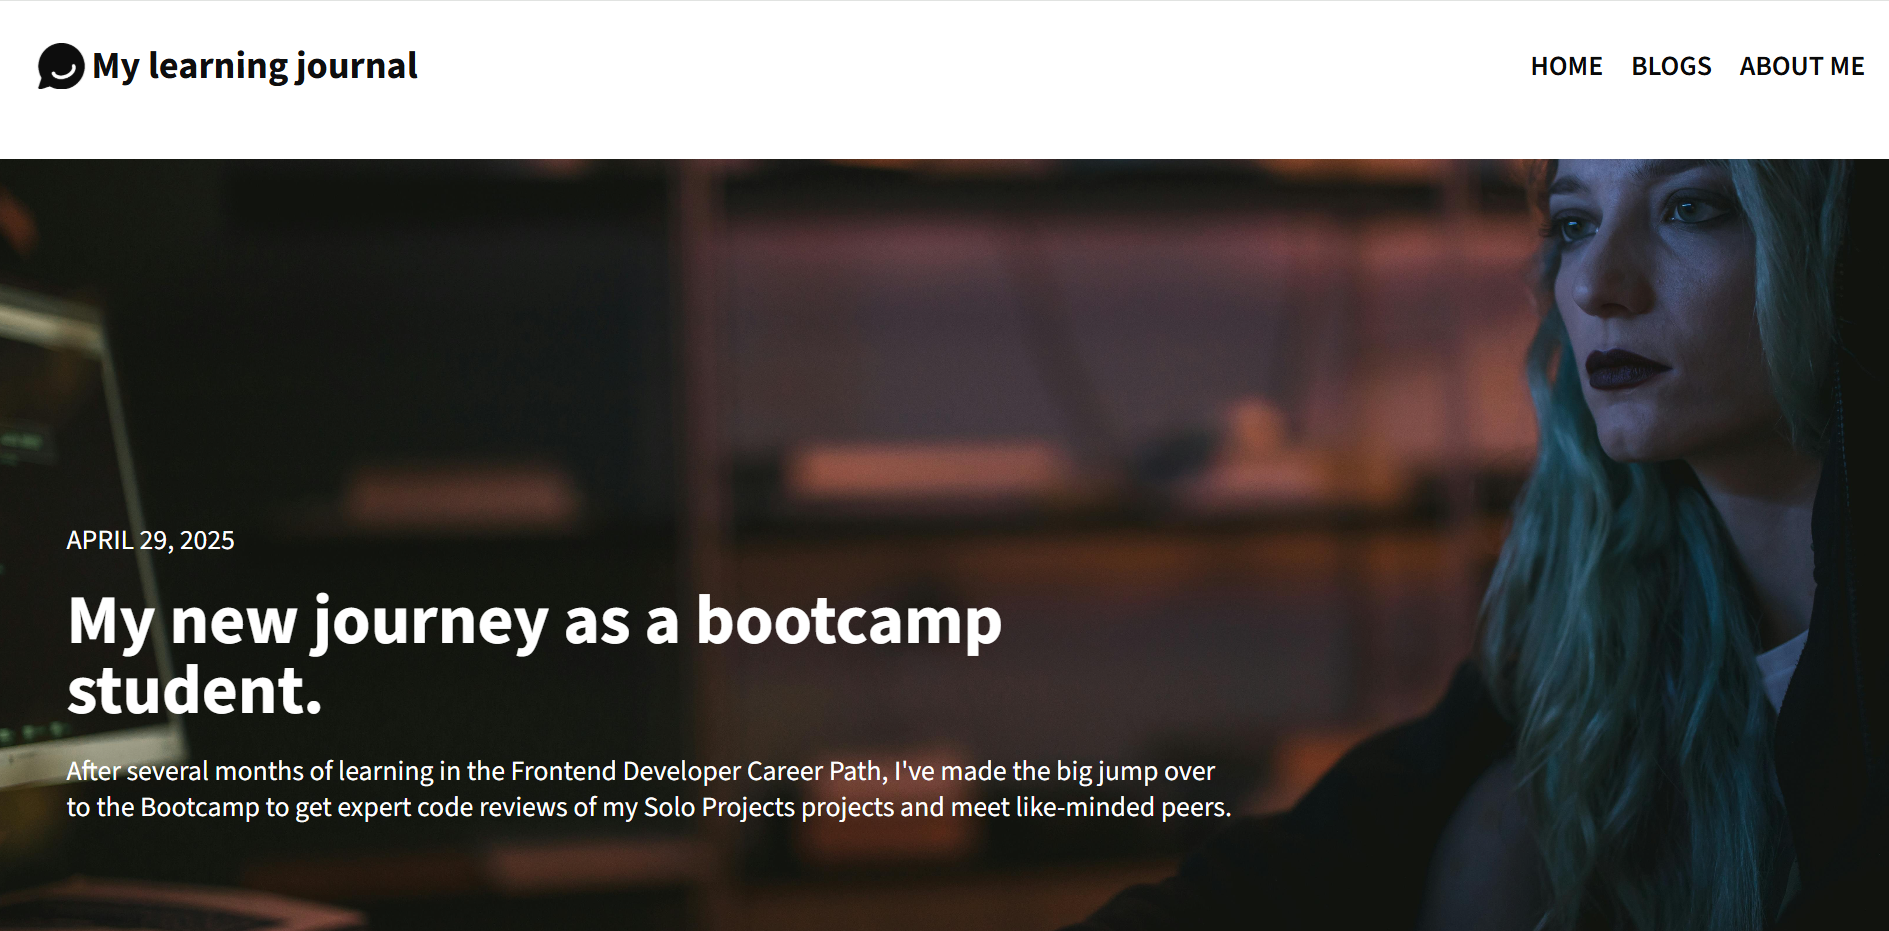 My learning journal
HOME BLOGS ABOUT ME
APRIL 29, 2025
My new journey as a bootcamp
student.
After several months of learning in the Frontend Developer Career Path, I've made the big jump over
to the Bootcamp to get expert code reviews of my Solo Projects projects and meet like-minded peers.